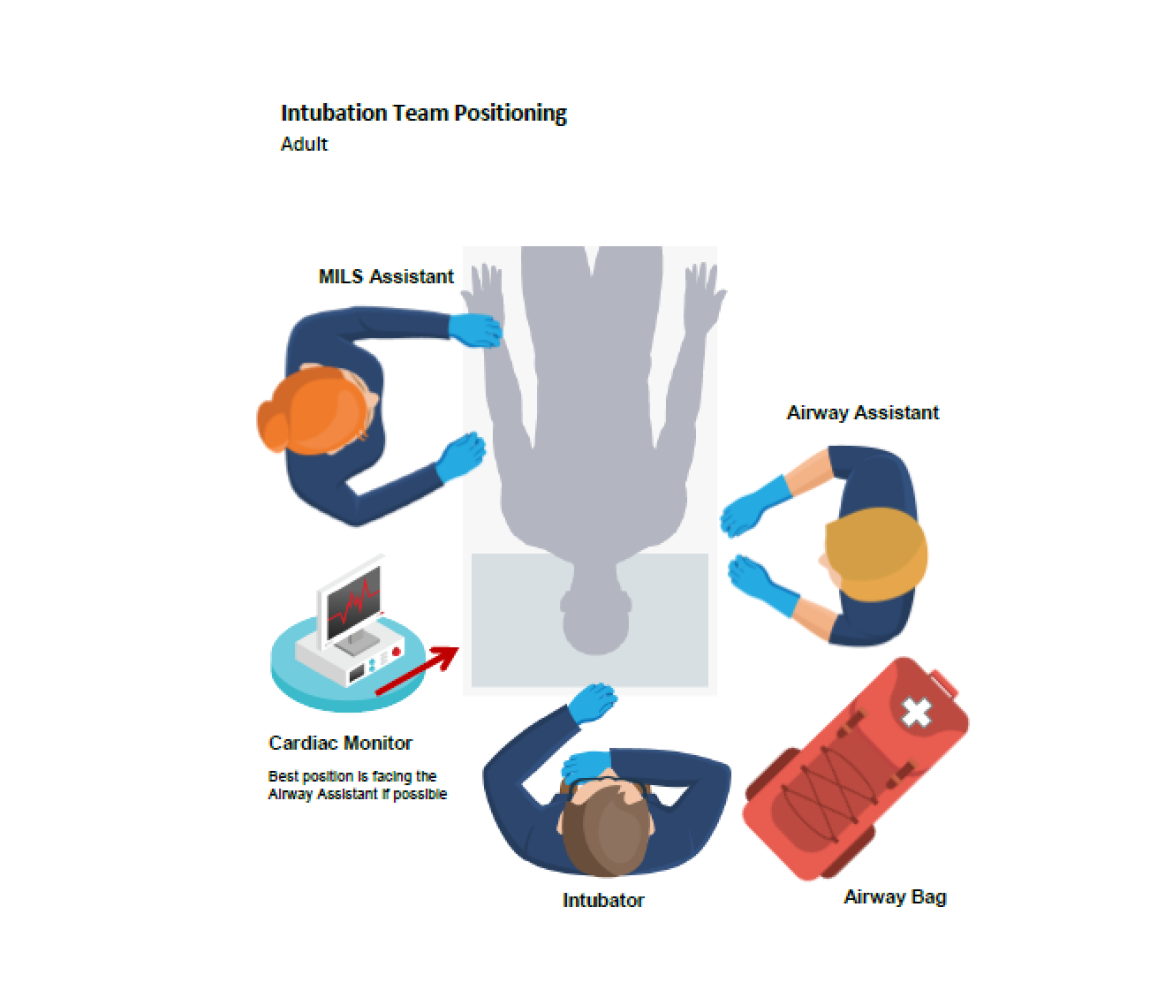 Intubation Team Positioning
Adult
MILS Assistant
Airway Assistant
Cardiac Monitor
Best position is facing the
Airway Assistant if possible
Intubator
Airway Bag